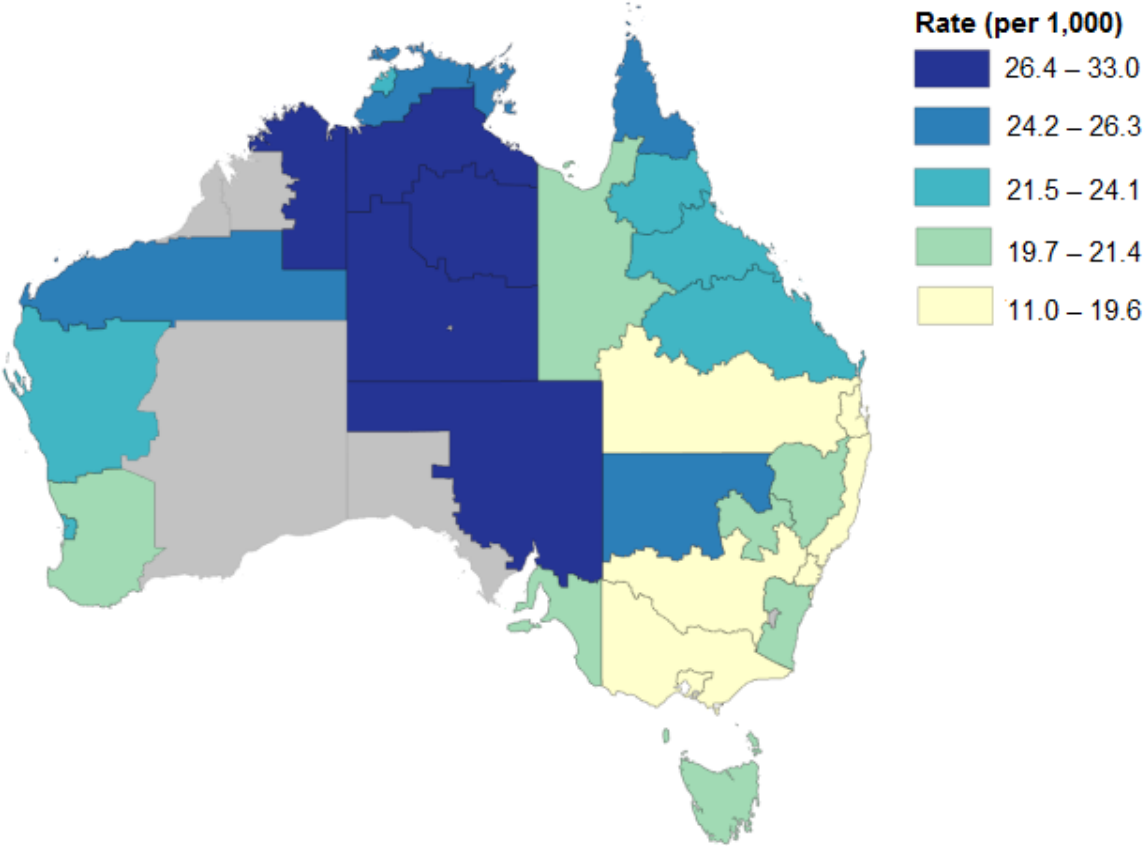 Rate (per 1,000)
26.4 – 33.0
24.2 – 26.3
21.5 – 24.1
19.7 – 21.4
11.0 – 19.6